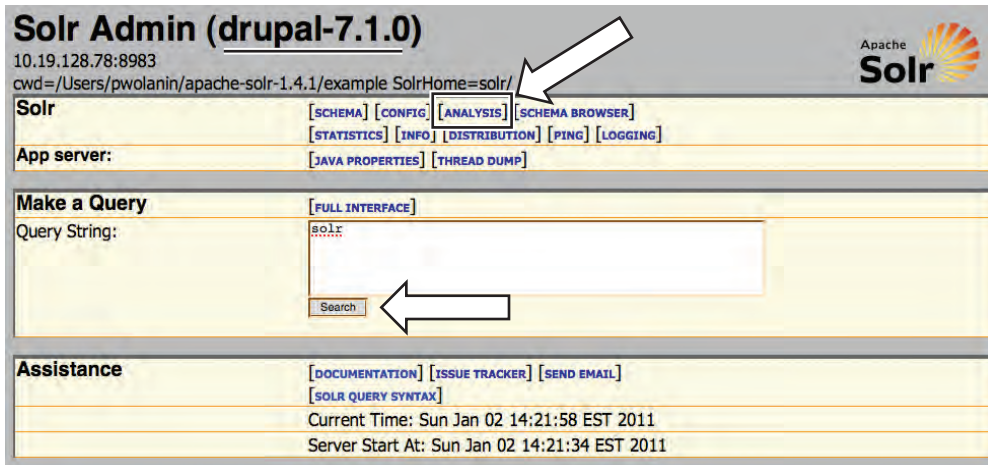 Solr Admin (drupal-7.1.0)
10.19.128.78:8983
cwd=/Users/pwolanin/apache-solr-1.4.1/example SolrHome=solr/
Apache
Solr
Solr [SCHEMA] [CONFIG] [ANALYSIS] [SCHEMA BROWSER]
[STATISTICS] [INFO] [DISTRIBUTION] [PING] [LOGGING]
App server: [JAVA PROPERTIES] [THREAD DUMP]
Make a Query [FULL INTERFACE]
Query String: solr
Search
Assistance [DOCUMENTATION] [ISSUE TRACKER] [SEND EMAIL]
[SOLR QUERY SYNTAX]
Current Time: Sun Jan 02 14:21:58 EST 2011
Server Start At: Sun Jan 02 14:21:34 EST 2011